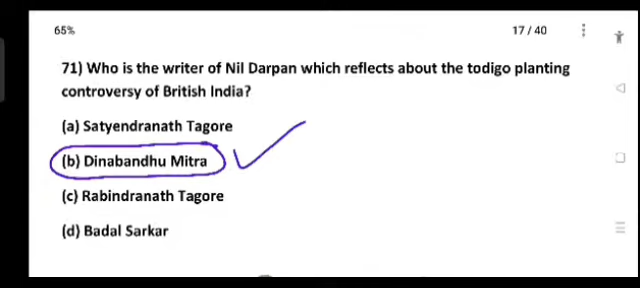 65%
17/40
71) Who is the writer of Nil Darpan which reflects about the todigo planting
controversy of British India?
(a) Satyendranath Tagore
(b) Dinabandhu Mitra
(c) Rabindranath Tagore
(d) Badal Sarkar